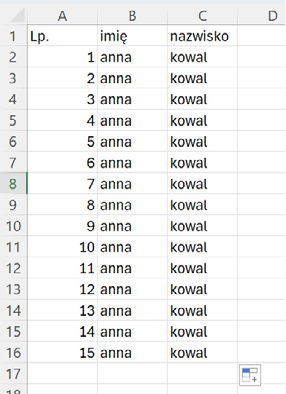 A B C D
1 Lp. imię nazwisko
2 1 anna kowal
3 2 anna kowal
4 3 anna kowal
5 4 anna kowal
6 5 anna kowal
7 6 anna kowal
8 7 anna kowal
9 8 anna kowal
10 9 anna kowal
11 10 anna kowal
12 11 anna kowal
13 12 anna kowal
14 13 anna kowal
15 14 anna kowal
16 15 anna kowal
17
18